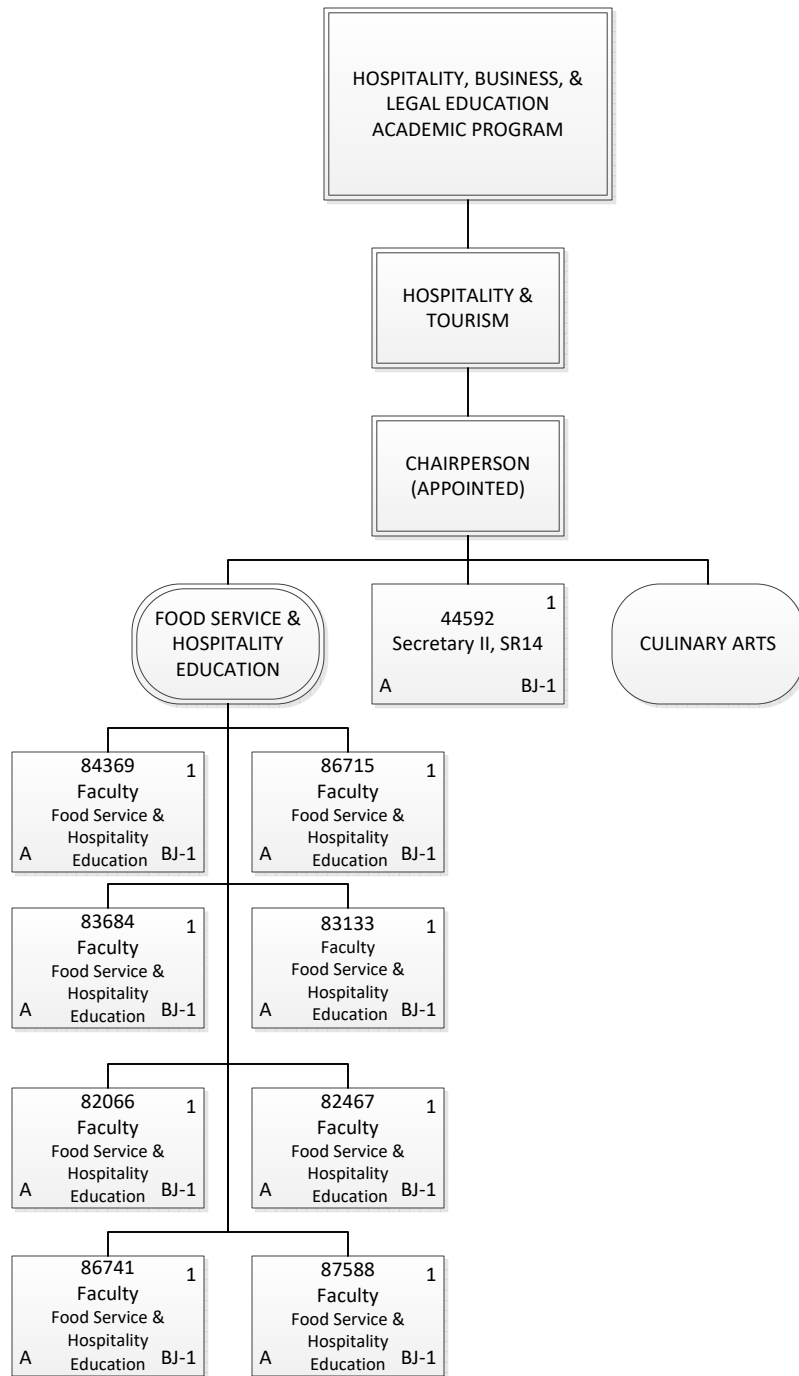 HOSPITALITY, BUSINESS, &
LEGAL EDUCATION
ACADEMIC PROGRAM
HOSPITALITY &
TOURISM
CHAIRPERSON
(APPOINTED)
FOOD SERVICE &
HOSPITALITY
EDUCATION
44592 1
Secretary II, SR14
A BJ-1
CULINARY ARTS
84369 1
Faculty
Food Service &
Hospitality
A Education BJ-1
86715 1
Faculty
Food Service &
Hospitality
A Education BJ-1
83684 1
Faculty
Food Service &
Hospitality
A Education BJ-1
83133 1
Faculty
Food Service &
Hospitality
A Education BJ-1
82066 1
Faculty
Food Service &
Hospitality
A Education BJ-1
82467 1
Faculty
Food Service &
Hospitality
A Education BJ-1
86741 1
Faculty
Food Service &
Hospitality
A Education BJ-1
87588 1
Faculty
Food Service &
Hospitality
A Education BJ-1